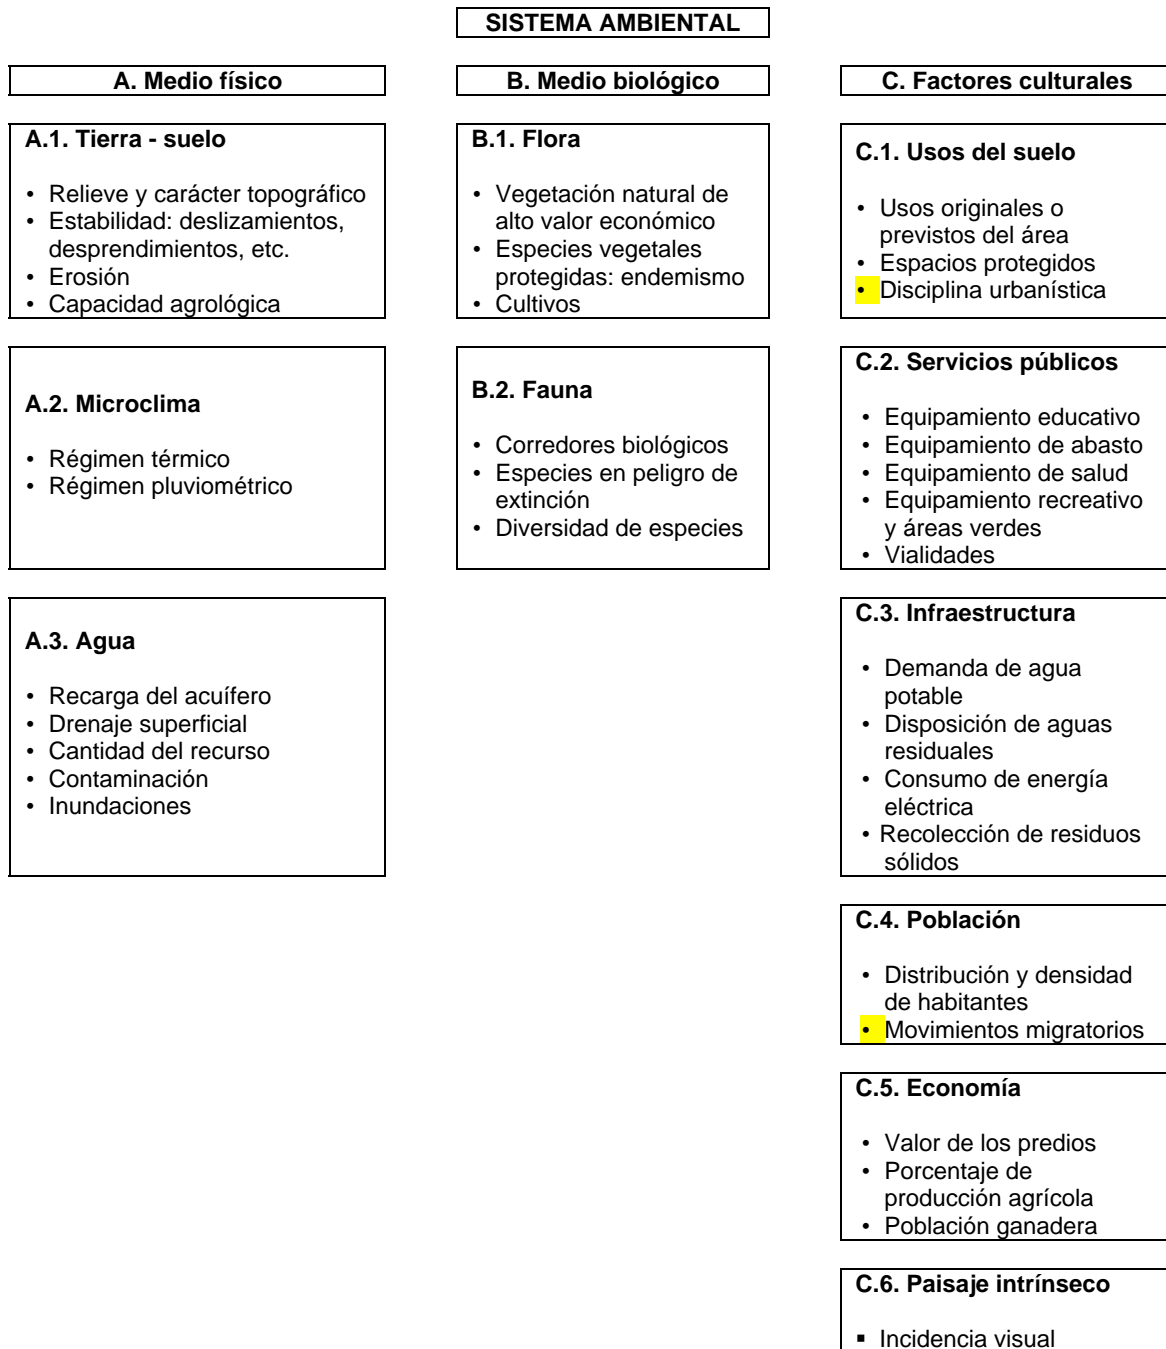 SISTEMA AMBIENTAL
A. Medio físico
A.1. Tierra - suelo
• Relieve y carácter topográfico
• Estabilidad: deslizamientos,
desprendimientos, etc.
• Erosión
• Capacidad agrológica
A.2. Microclima
• Régimen térmico
• Régimen pluviométrico
A.3. Agua
• Recarga del acuífero
• Drenaje superficial
• Cantidad del recurso
• Contaminación
• Inundaciones
B. Medio biológico
B.1. Flora
• Vegetación natural de
alto valor económico
• Especies vegetales
protegidas: endemismo
• Cultivos
B.2. Fauna
• Corredores biológicos
• Especies en peligro de
extinción
• Diversidad de especies
C. Factores culturales
C.1. Usos del suelo
• Usos originales o
previstos del área
• Espacios protegidos
• Disciplina urbanística
C.2. Servicios públicos
• Equipamiento educativo
• Equipamiento de abasto
• Equipamiento de salud
• Equipamiento recreativo
y áreas verdes
• Vialidades
C.3. Infraestructura
• Demanda de agua
potable
• Disposición de aguas
residuales
• Consumo de energía
eléctrica
• Recolección de residuos
sólidos
C.4. Población
• Distribución y densidad
de habitantes
• Movimientos migratorios
C.5. Economía
• Valor de los predios
• Porcentaje de
producción agrícola
• Población ganadera
C.6. Paisaje intrínseco
▪ Incidencia visual